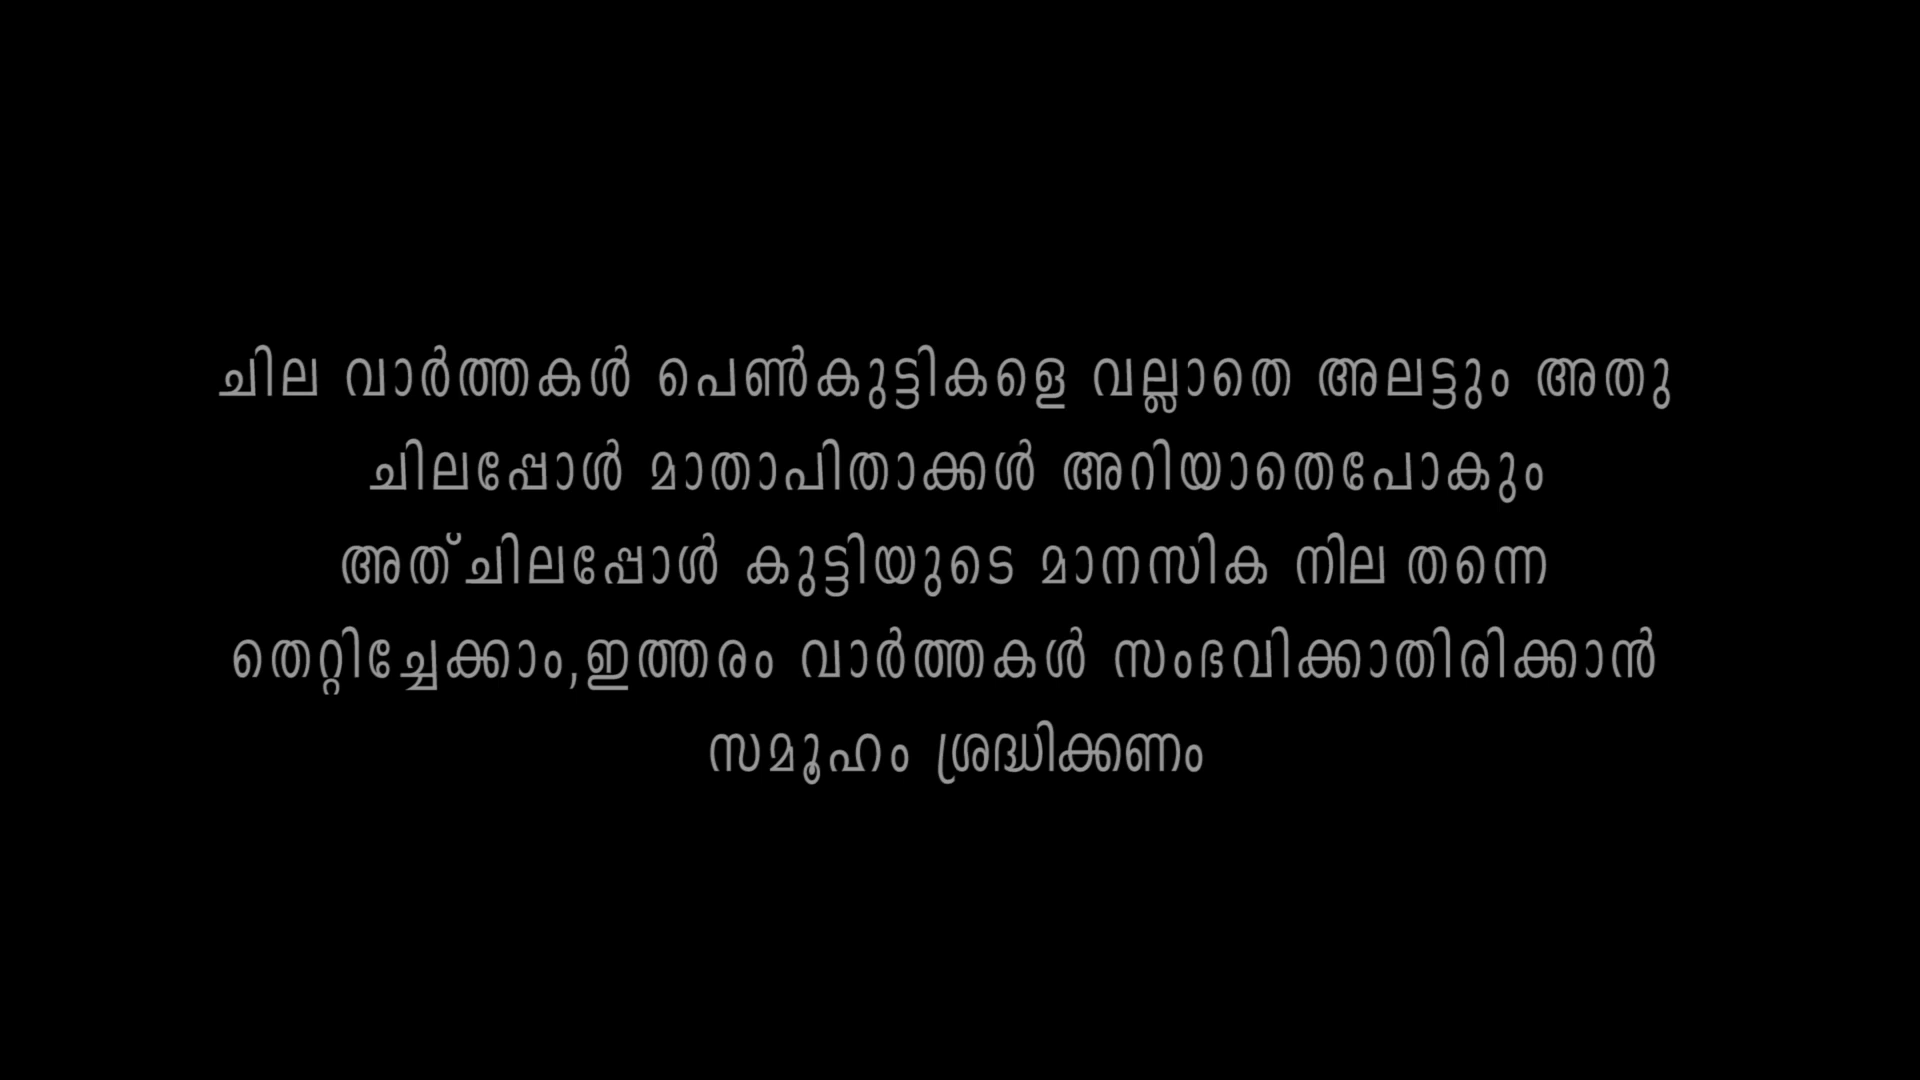 ചില വാർത്തകൾ പെൺകുട്ടികളെ വല്ലാതെ അലട്ടും അതു
ചിലപ്പോൾ മാതാപിതാക്കൾ അറിയാതെപോകും
അത് ചിലപ്പോൾ കുട്ടിയുടെ മാനസിക നില തന്നെ
തെറ്റിച്ചേക്കാം,ഇത്തരം വാർത്തകൾ സംഭവിക്കാതിരിക്കാൻ
സമൂഹം ശ്രദ്ധിക്കണം